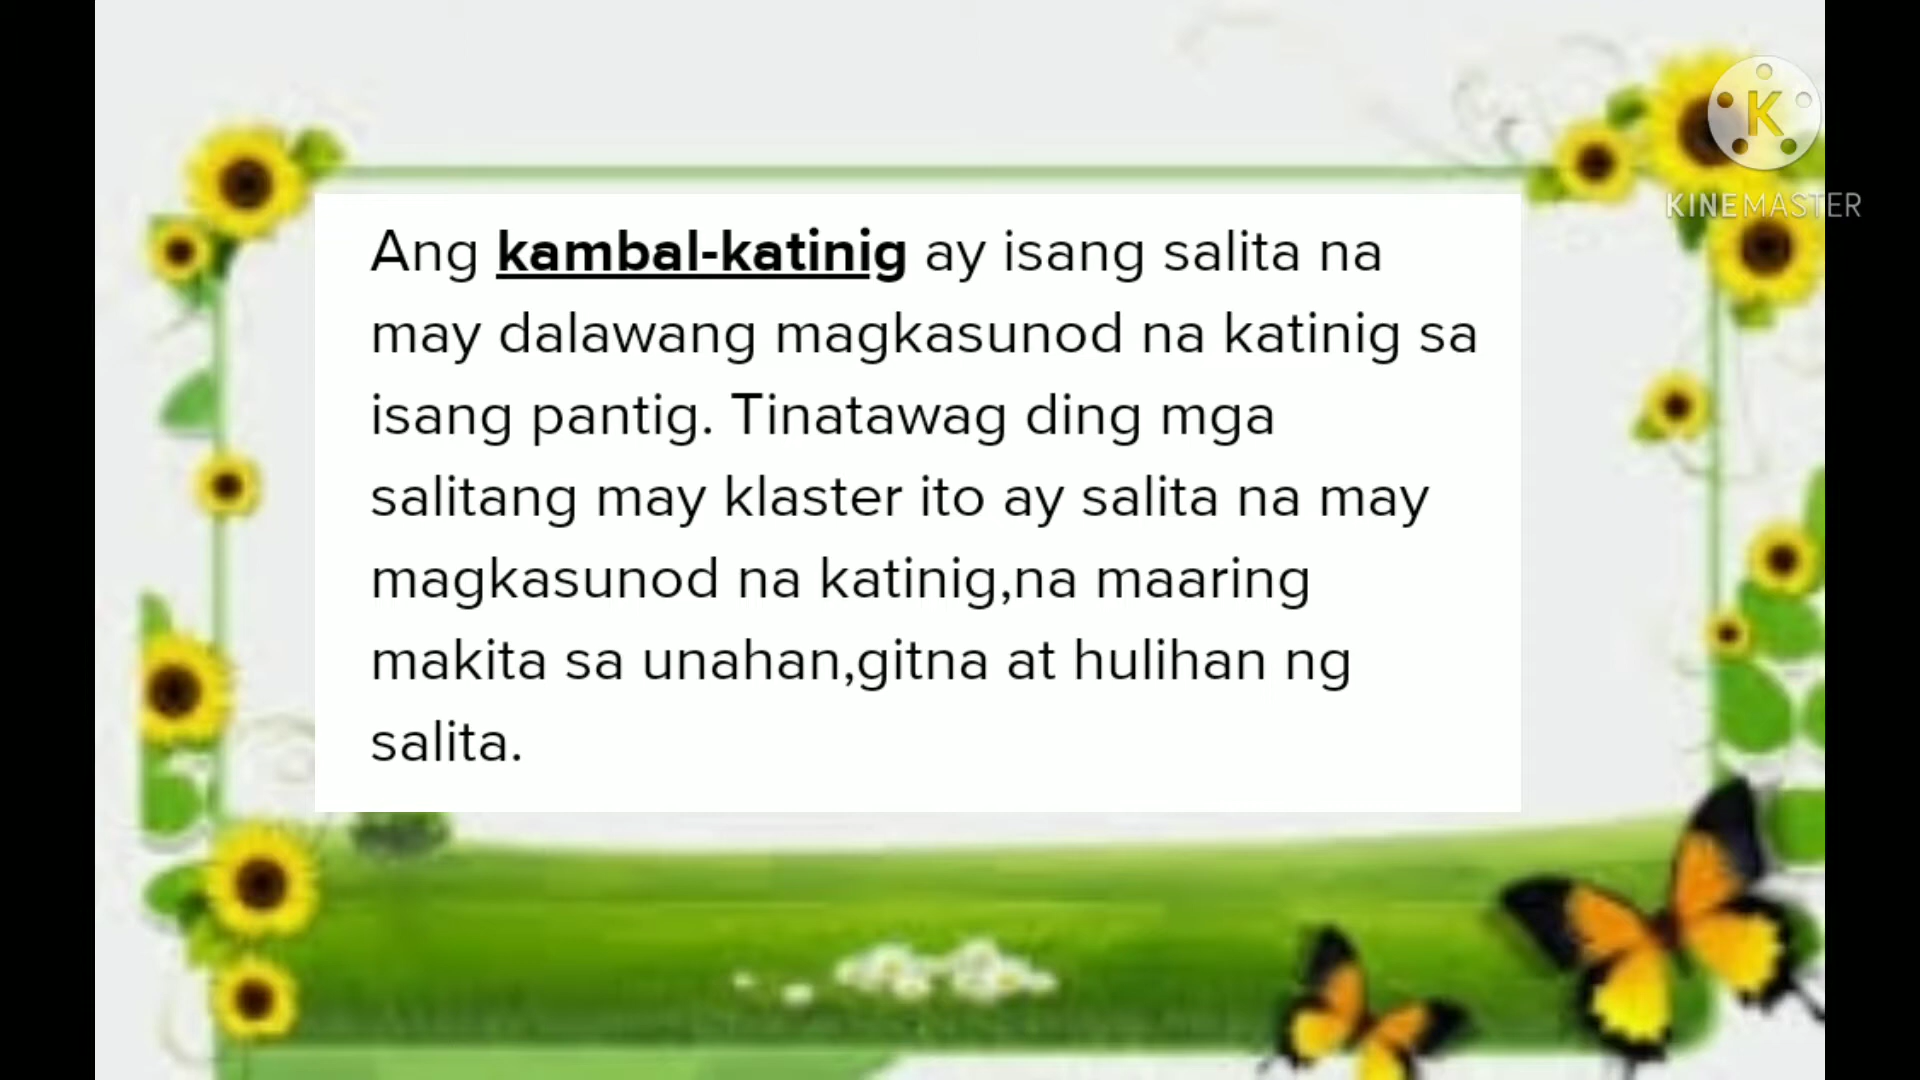 Ang kambal-katinig ay isang salita na
may dalawang magkasunod na katinig sa
isang pantig. Tinatawag ding mga
salitang may klaster ito ay salita na may
magkasunod na katinig,na maaring
makita sa unahan,gitna at hulihan ng
salita.
K
KINEMASTER